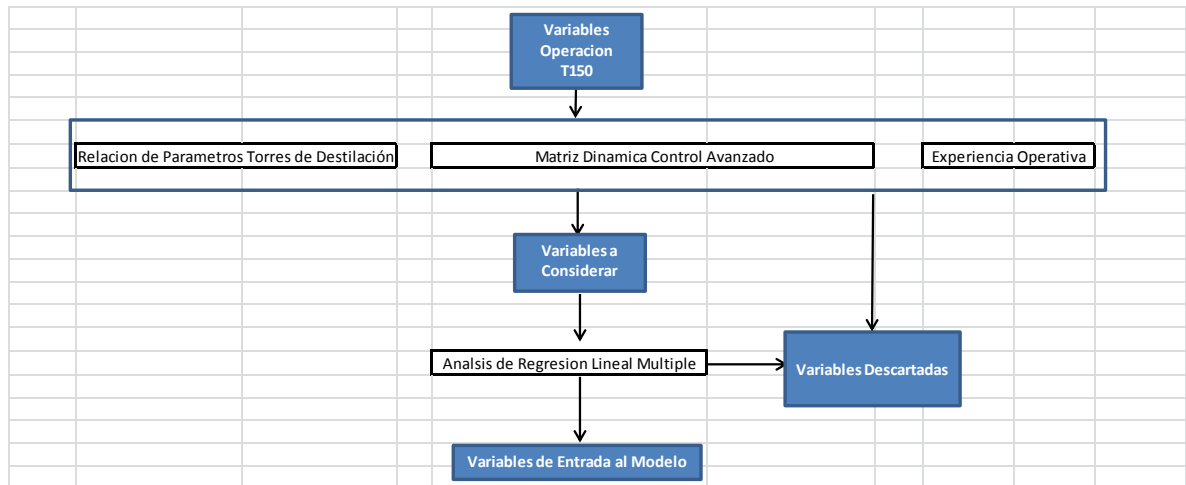 Variables
Operacion
T150
Relacion de Parametros Torres de Destilación
Matriz Dinamica Control Avanzado
Experiencia Operativa
Variables a
Considerar
Analsis de Regresion Lineal Multiple
Variables Descartadas
Variables de Entrada al Modelo